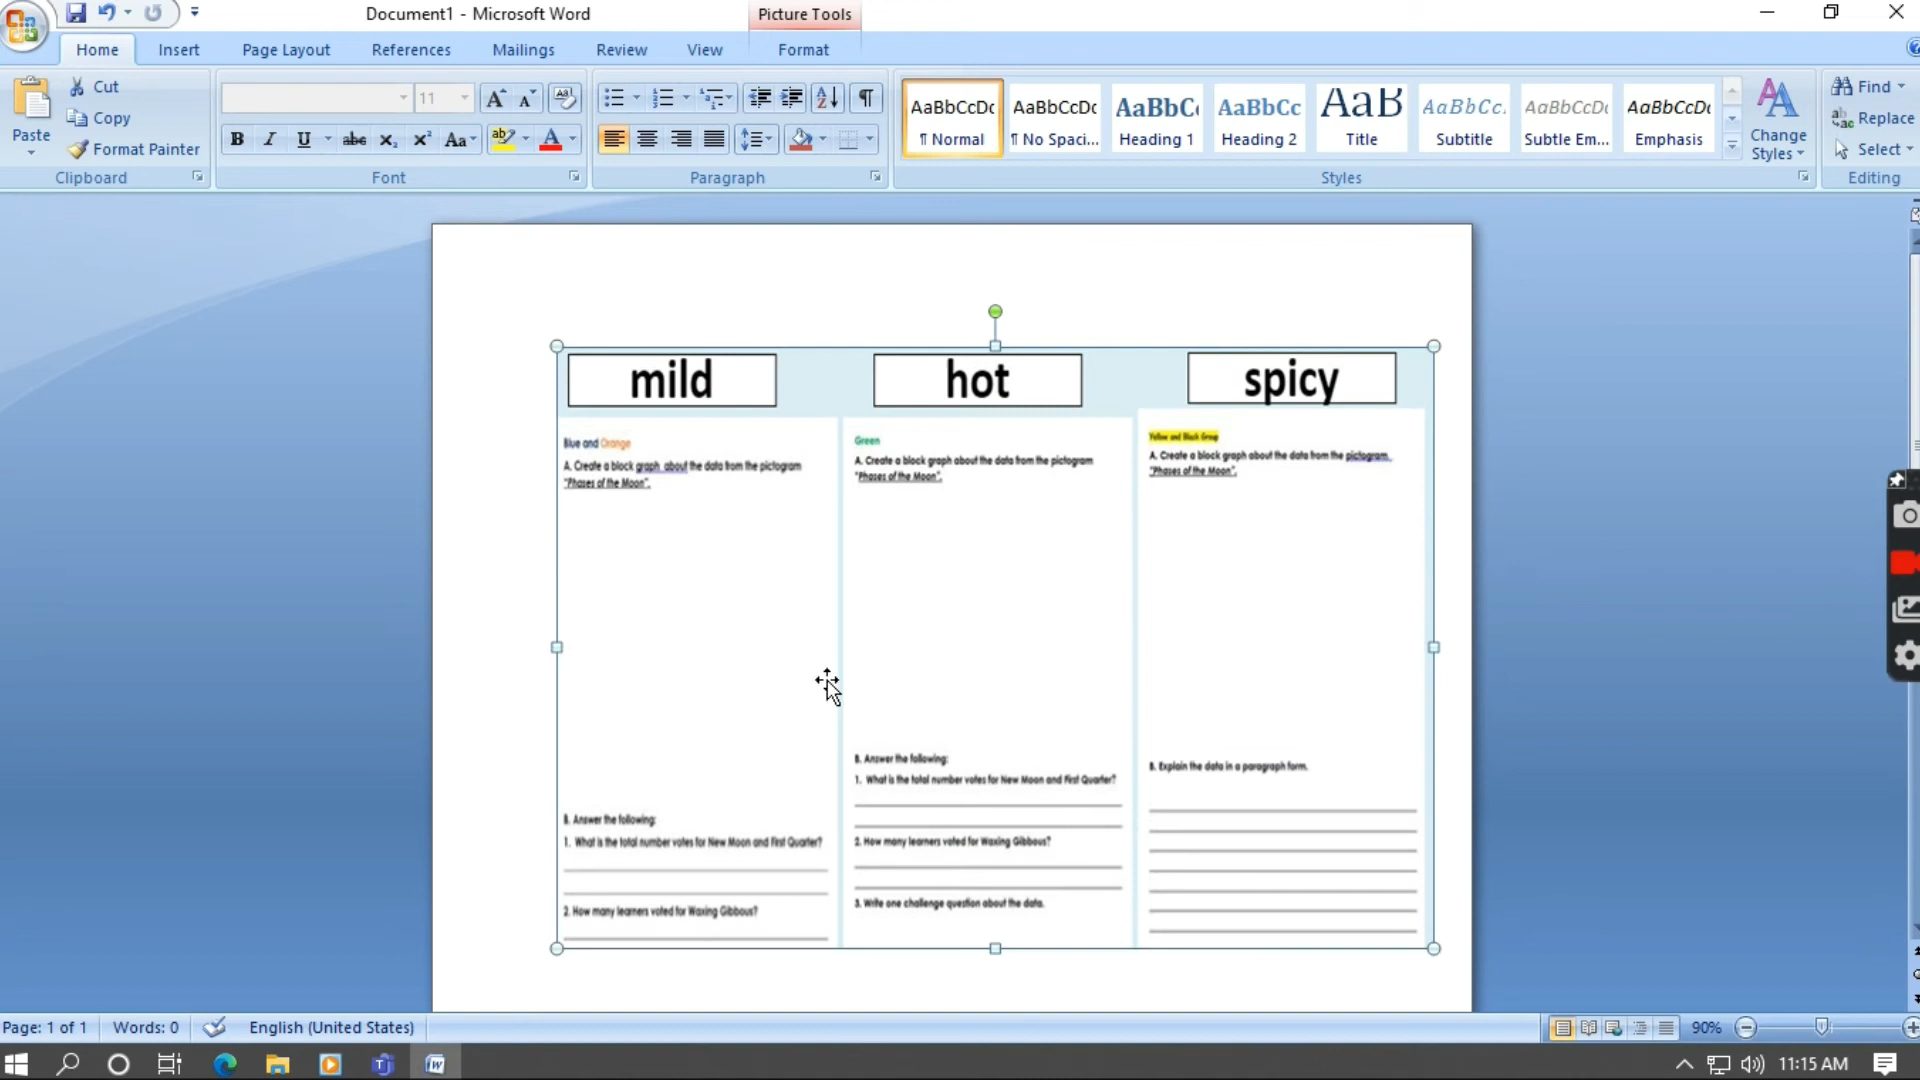 Document1 - Microsoft Word
Picture Tools
Home
Insert
Page Layout
References
Mailings
Review
View
Format
Paste
Cut
Copy
Format Painter
Clipboard
11
Font
Paragraph
AaBbCcDc
¶ Normal
AaBbCcDc
¶ No Spaci...
AaBbC
Heading 1
AaBbCc
Heading 2
AaB
Title
AaBbCc.
Subtitle
AaBbCcDc
Subtle Em...
AaBbCcDc
Emphasis
Change
Styles
Styles
Find
Replace
Select
Editing
mild
hot
spicy
Blue and Orange
A. Create a block graph about the data from the pictogram
"Phases of the Moon".
B. Answer the following:
1. What is the total number votes for New Moon and First Quarter?
2. How many learners voted for Waxing Gibbous?
Green
A. Create a block graph about the data from the pictogram
"Phases of the Moon".
B. Answer the following:
1. What is the total number votes for New Moon and First Quarter?
2. How many learners voted for Waxing Gibbous?
3. Write one challenge question about the data.
Yellow and Black Group
A. Create a block graph about the data from the pictogram
"Phases of the Moon".
B. Explain the data in a paragraph form.
Page: 1 of 1
Words: 0
English (United States)
90%
11:15 AM